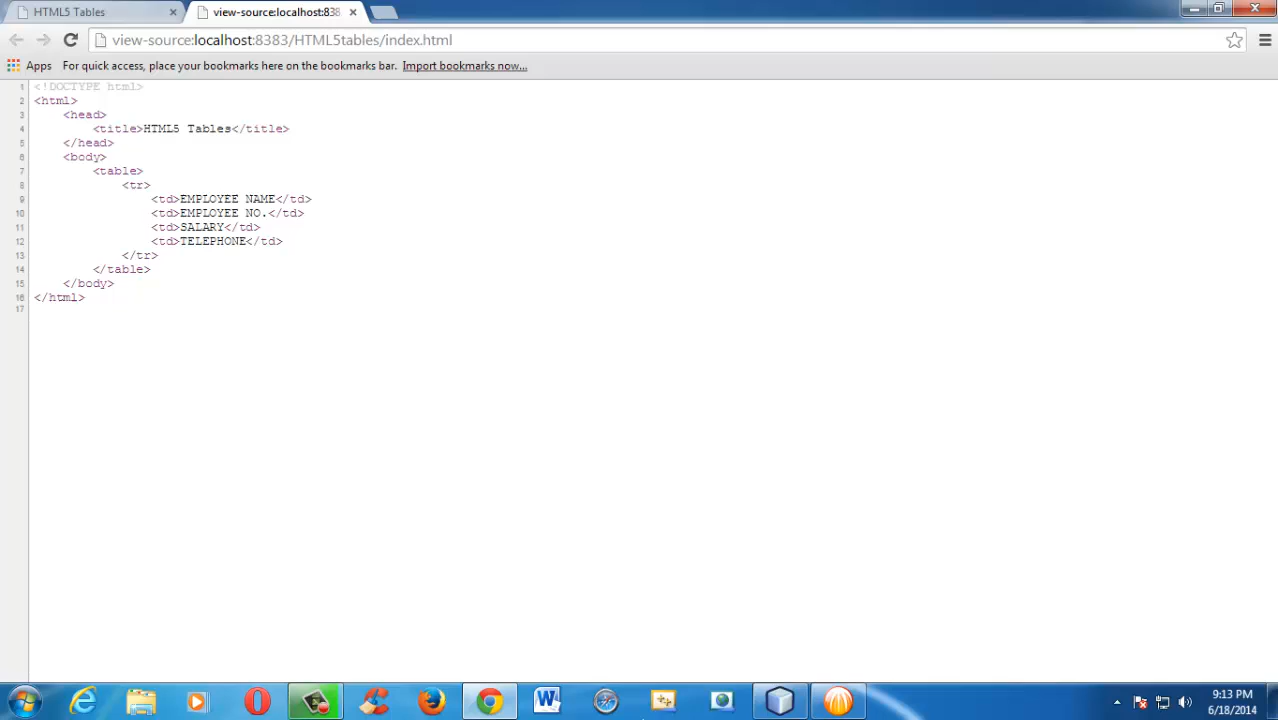 HTML5 Tables
view-source:localhost:838
view-source:localhost:8383/HTML5tables/index.html
Apps For quick access, place your bookmarks here on the bookmarks bar. Import bookmarks now...
1 <!DOCTYPE html>
2 <html>
3 <head>
4 <title>HTML5 Tables</title>
5 </head>
6 <body>
7 <table>
8 <tr>
9 <td>EMPLOYEE NAME</td>
10 <td>EMPLOYEE NO.</td>
11 <td>SALARY</td>
12 <td>TELEPHONE</td>
13 </tr>
14 </table>
15 </body>
16 </html>
17
9:13 PM
6/18/2014